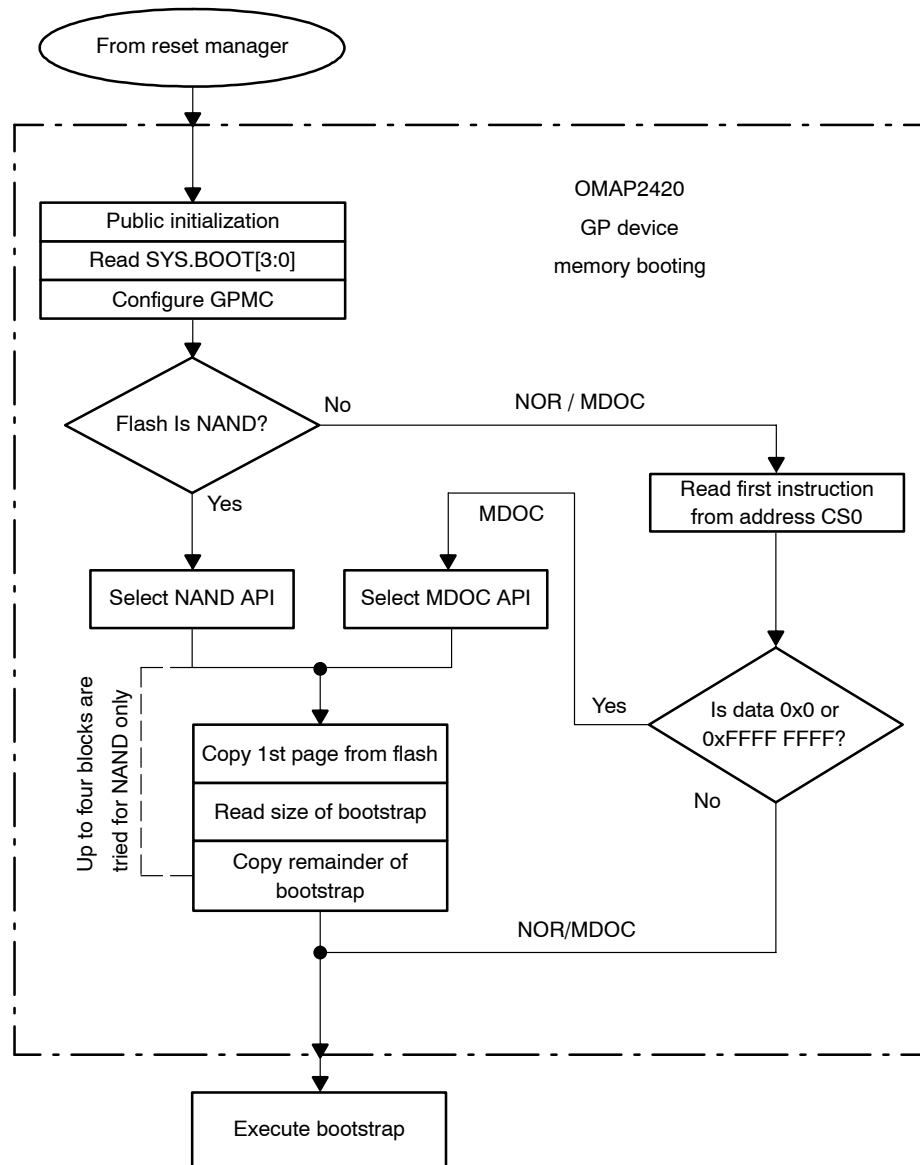 From reset manager
OMAP2420
GP device
memory booting
Public initialization
Read SYS.BOOT[3:0]
Configure GPMC
Flash Is NAND?
No
NOR / MDOC
Yes
Read first instruction
from address CS0
MDOC
Select NAND API
Select MDOC API
Up to four blocks are
tried for NAND only
Yes
Is data 0x0 or
0xFFFF FFFF?
No
Copy 1st page from flash
Read size of bootstrap
Copy remainder of
bootstrap
NOR/MDOC
Execute bootstrap